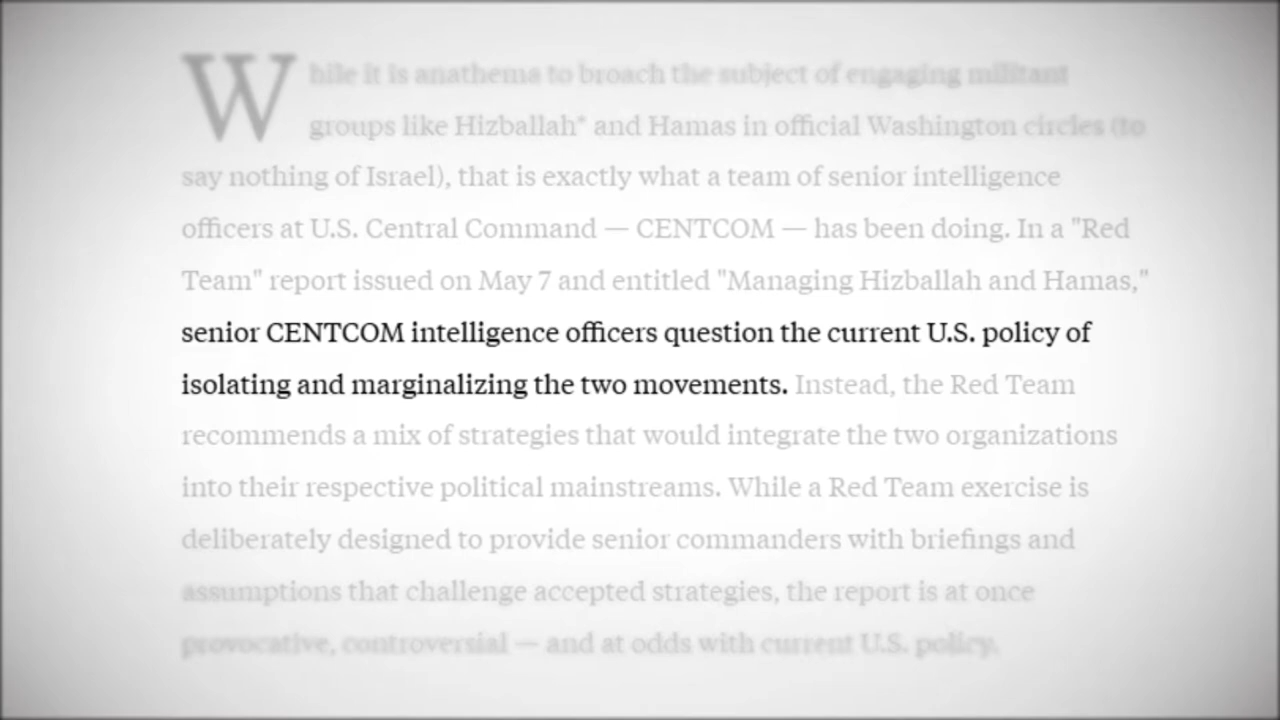 While it is anathema to broach the subject of engaging militant
groups like Hizballah* and Hamas in official Washington circles (to
say nothing of Israel), that is exactly what a team of senior intelligence
officers at U.S. Central Command — CENTCOM — has been doing. In a "Red
Team" report issued on May 7 and entitled "Managing Hizballah and Hamas,"
senior CENTCOM intelligence officers question the current U.S. policy of
isolating and marginalizing the two movements. Instead, the Red Team
recommends a mix of strategies that would integrate the two organizations
into their respective political mainstreams. While a Red Team exercise is
deliberately designed to provide senior commanders with briefings and
assumptions that challenge accepted strategies, the report is at once
provocative, controversial — and at odds with current U.S. policy.